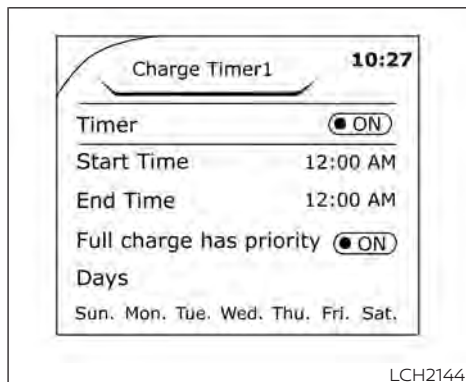 Charge Timer1 10:27
Timer ON
Start Time 12:00 AM
End Time 12:00 AM
Full charge has priority ON
Days
Sun. Mon. Tue. Wed. Thu. Fri. Sat.
LCH2144